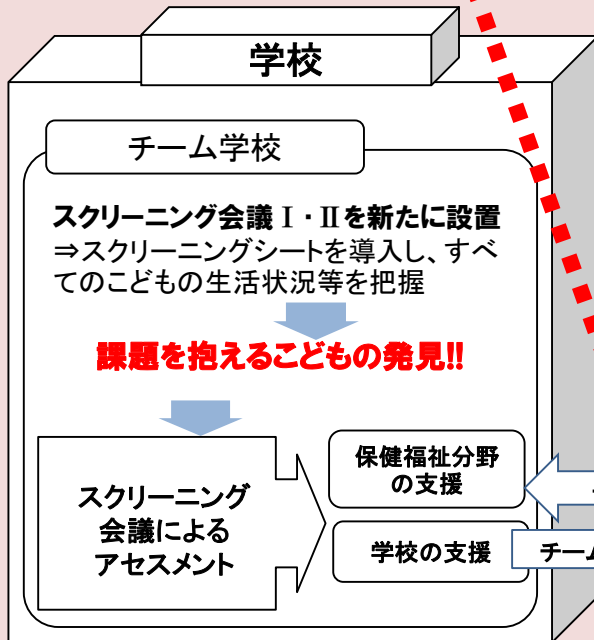 学校
チーム学校
スクリーニング会議Ⅰ・Ⅱを新たに設置
⇒スクリーニングシートを導入し、すべ
てのこどもの生活状況等を把握
課題を抱えるこどもの発見!!
スクリーニング
会議による
アセスメント
保健福祉分野
の支援
学校の支援
チーム